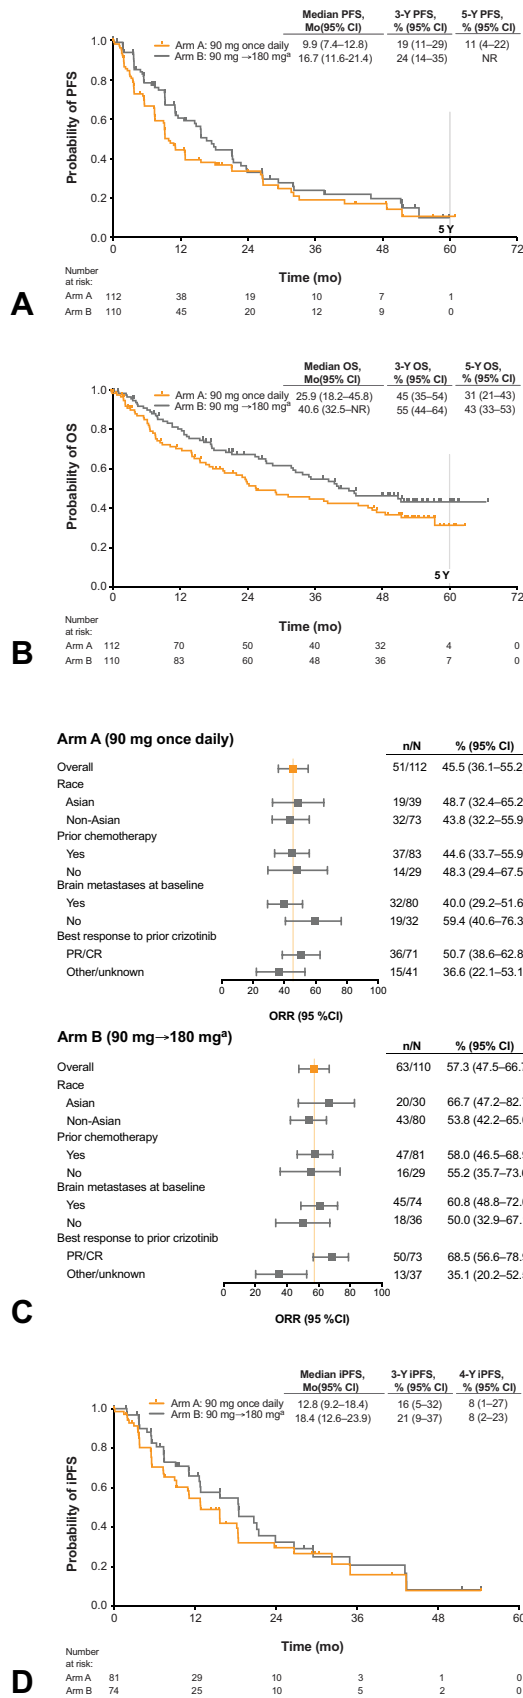 Median PFS, 3-Y PFS, 5-Y PFS,
Mo(95% CI) % (95% CI) % (95% CI)
Arm A: 90 mg once daily 9.9 (7.4–12.8) 19 (11–29) 11 (4–22)
Arm B: 90 mg →180 mgᵃ 16.7 (11.6-21.4) 24 (14–35) NR
Probability of PFS
1.0
0.8
0.6
0.4
0.2
0.0
5 Y
0 12 24 36 48 60 72
Time (mo)
Number
at risk:
Arm A 112 38 19 10 7 1
Arm B 110 45 20 12 9 0
A
Median OS, 3-Y OS, 5-Y OS,
Mo(95% CI) % (95% CI) % (95% CI)
Arm A: 90 mg once daily 25.9 (18.2–45.8) 45 (35–54) 31 (21–43)
Arm B: 90 mg→180 mgᵃ 40.6 (32.5–NR) 55 (44–64) 43 (33–53)
Probability of OS
1.0
0.8
0.6
0.4
0.2
0.0
5 Y
0 12 24 36 48 60 72
Time (mo)
Number
at risk:
Arm A 112 70 50 40 32 4 0
Arm B 110 83 60 48 36 7 0
B
Arm A (90 mg once daily)
n/N % (95% CI)
Overall 51/112 45.5 (36.1–55.2
Race
Asian 19/39 48.7 (32.4–65.2
Non-Asian 32/73 43.8 (32.2–55.9
Prior chemotherapy
Yes 37/83 44.6 (33.7–55.9
No 14/29 48.3 (29.4–67.5
Brain metastases at baseline
Yes 32/80 40.0 (29.2–51.6
No 19/32 59.4 (40.6–76.3
Best response to prior crizotinib
PR/CR 36/71 50.7 (38.6–62.8
Other/unknown 15/41 36.6 (22.1–53.1
0 20 40 60 80 100
ORR (95 %CI)
Arm B (90 mg→180 mgᵃ)
n/N % (95% CI)
Overall 63/110 57.3 (47.5–66.7
Race
Asian 20/30 66.7 (47.2–82.
Non-Asian 43/80 53.8 (42.2–65.
Prior chemotherapy
Yes 47/81 58.0 (46.5–68.
No 16/29 55.2 (35.7–73.
Brain metastases at baseline
Yes 45/74 60.8 (48.8–72.
No 18/36 50.0 (32.9–67.
Best response to prior crizotinib
PR/CR 50/73 68.5 (56.6–78.
Other/unknown 13/37 35.1 (20.2–52.
0 20 40 60 80 100
ORR (95 %CI)
C
Median iPFS, 3-Y iPFS, 4-Y iPFS,
Mo(95% CI) % (95% CI) % (95% CI)
Arm A: 90 mg once daily 12.8 (9.2–18.4) 16 (5–32) 8 (1–27)
Arm B: 90 mg→180 mgᵃ 18.4 (12.6–23.9) 21 (9–37) 8 (2–23)
Probability of iPFS
1.0
0.8
0.6
0.4
0.2
0.0
0 12 24 36 48 60
Time (mo)
Number
at risk:
Arm A 81 29 10 3 1 0
Arm B 74 25 10 5 2 0
D